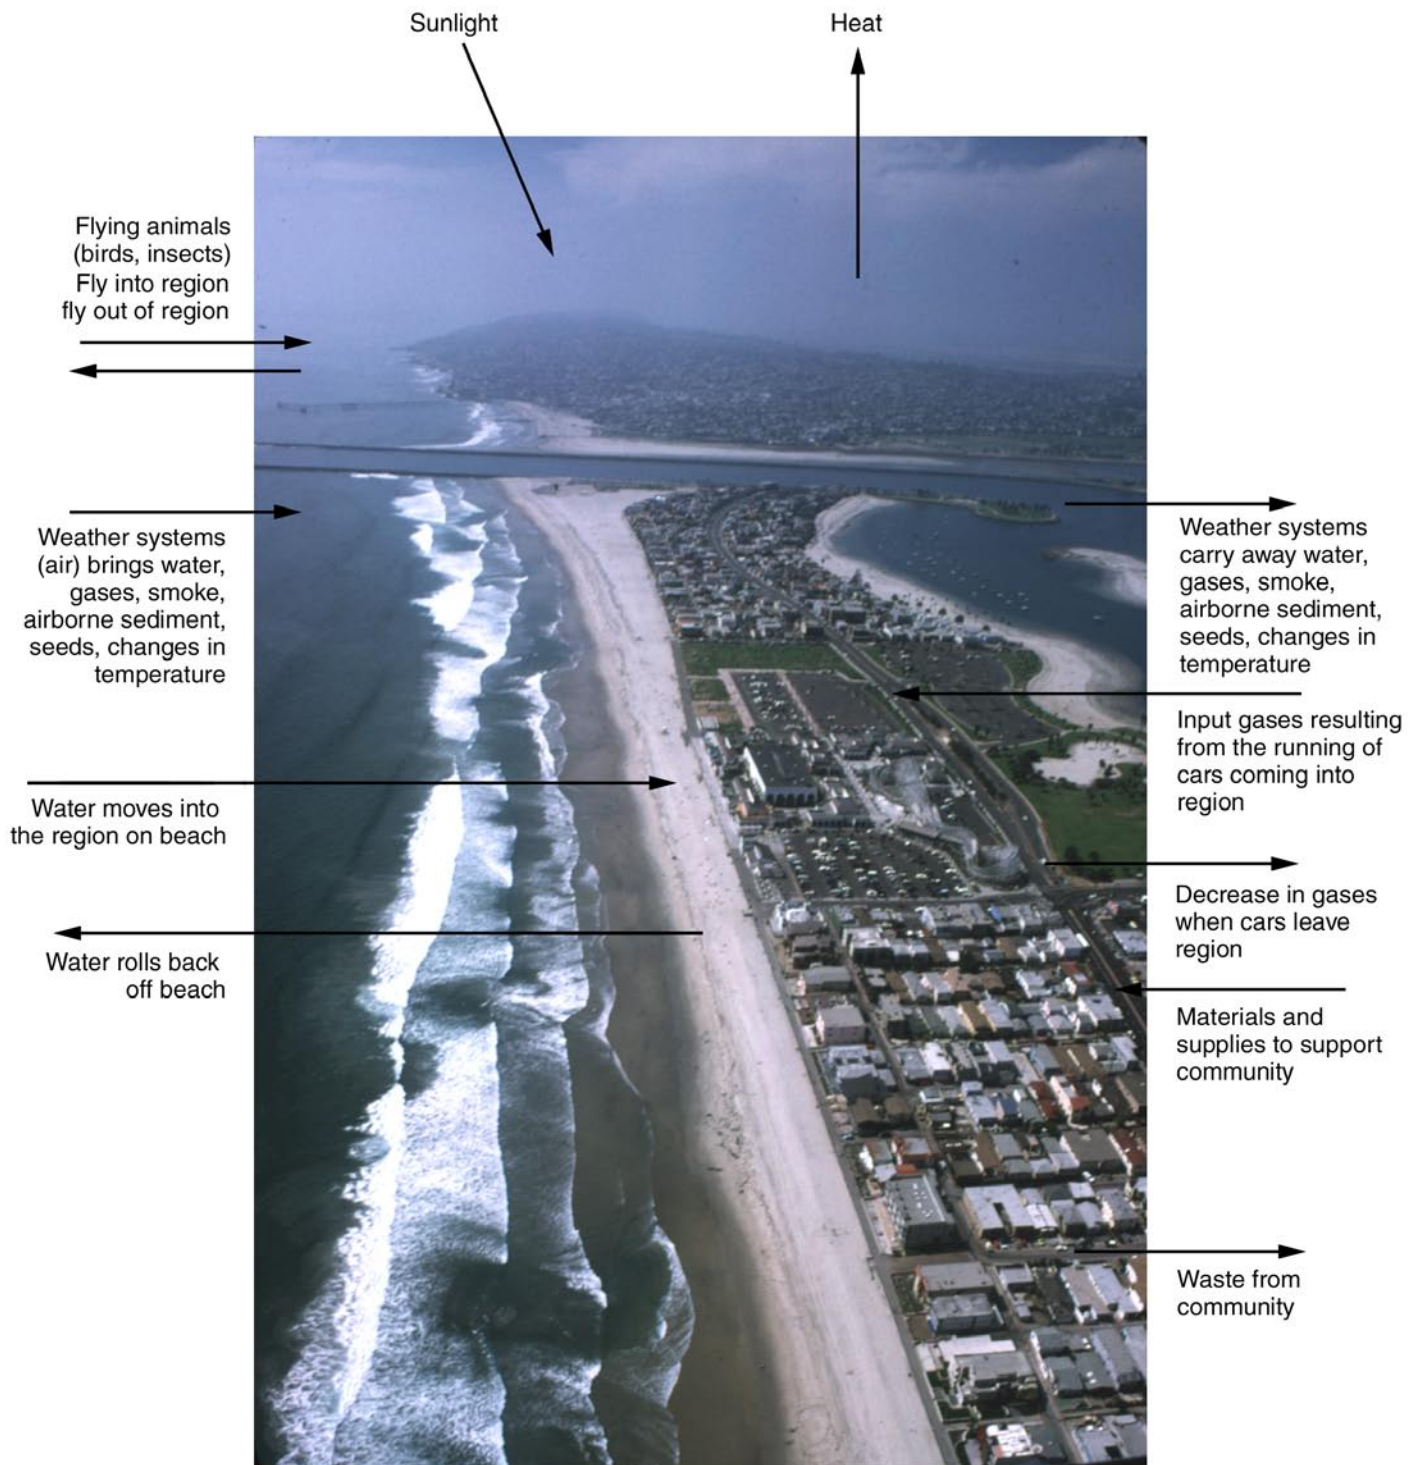 Sunlight
Heat
Flying animals
(birds, insects)
Fly into region
fly out of region
Weather systems
(air) brings water,
gases, smoke,
airborne sediment,
seeds, changes in
temperature
Water moves into
the region on beach
Water rolls back
off beach
Weather systems
carry away water,
gases, smoke,
airborne sediment,
seeds, changes in
temperature
Input gases resulting
from the running of
cars coming into
region
Decrease in gases
when cars leave
region
Materials and
supplies to support
community
Waste from
community